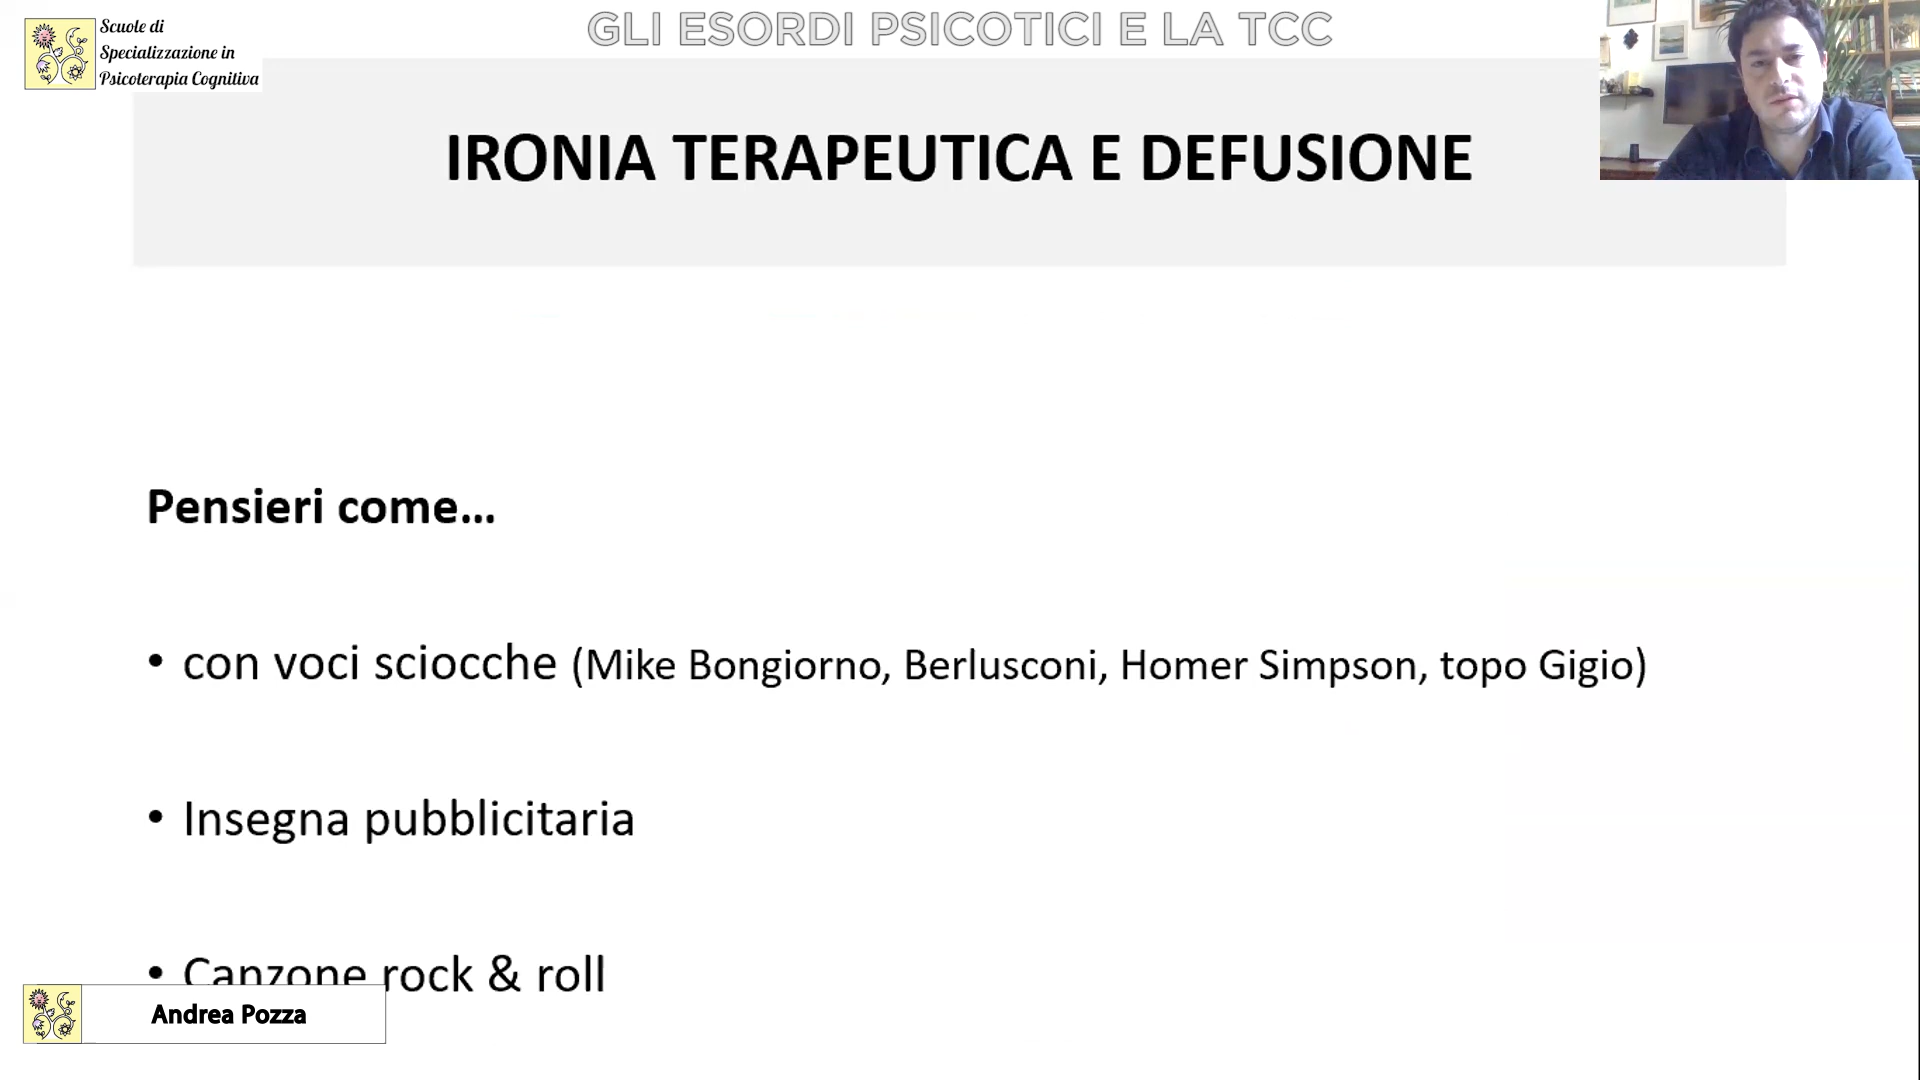 Scuole di
Specializzazione in
Psicoterapia Cognitiva
GLI ESORDI PSICOTICI E LA TCC
IRONIA TERAPEUTICA E DEFUSIONE
Pensieri come...
• con voci sciocche (Mike Bongiorno, Berlusconi, Homer Simpson, topo Gigio)
• Insegna pubblicitaria
• Canzone rock & roll
Andrea Pozza